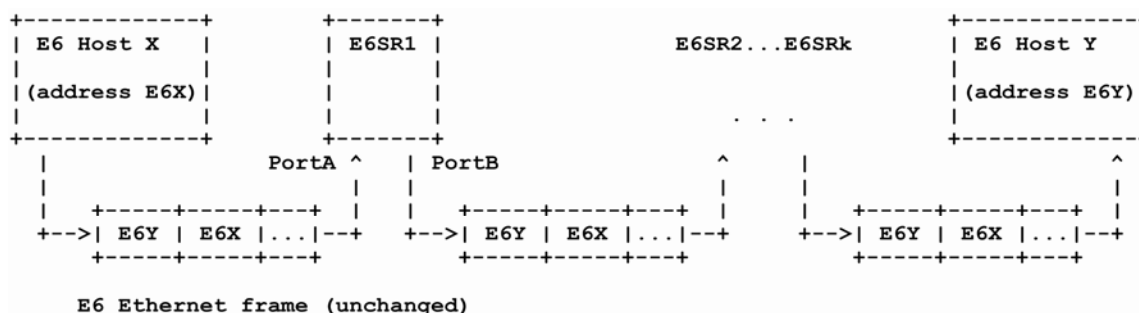 E6 Host X E6SR1 E6SR2...E6SRk E6 Host Y
(address E6X) (address E6Y)
. . .
PortA PortB
E6Y E6X ... E6Y E6X ... E6Y E6X ...
E6 Ethernet frame (unchanged)